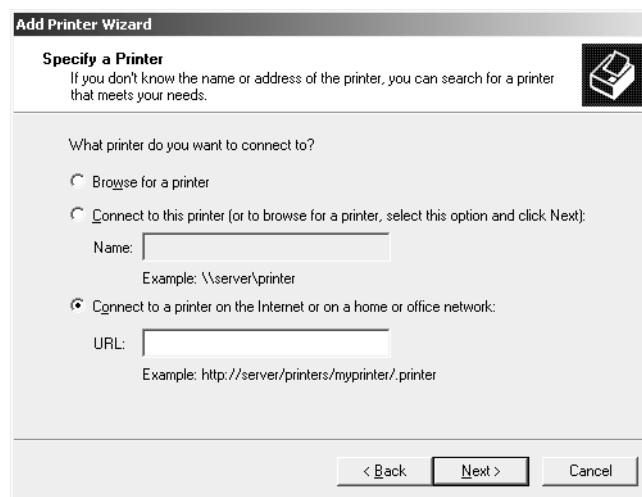 Add Printer Wizard
Specify a Printer
If you don't know the name or address of the printer, you can search for a printer
that meets your needs.
What printer do you want to connect to?
Browse for a printer
Connect to this printer (or to browse for a printer, select this option and click Next):
Name:
Example: \\server\printer
Connect to a printer on the Internet or on a home or office network:
URL:
Example: http://server/printers/myprinter/.printer
< Back Next > Cancel